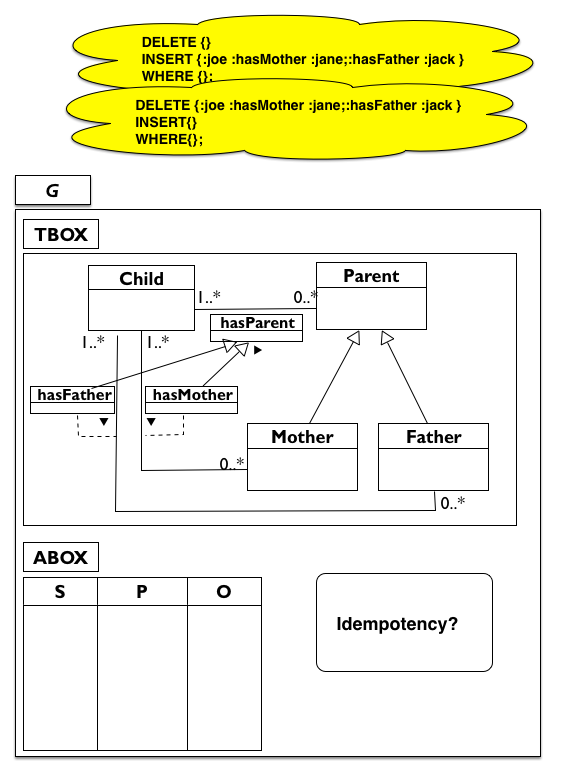 DELETE {}
INSERT {:joe :hasMother :jane;:hasFather :jack }
WHERE {};
DELETE {:joe :hasMother :jane;:hasFather :jack }
INSERT{}
WHERE{};
G
TBOX
Child
Parent
1..*
0..*
hasParent
1..*
1..*
hasFather
hasMother
Mother
Father
0..*
0..*
ABOX
S P O
Idempotency?